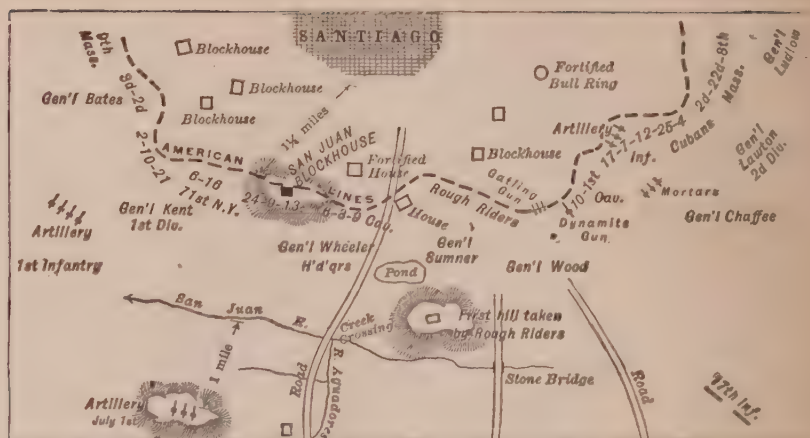 SANTIAGO
9th Mass.
3d-2d
Gen'l Bates
2-10-21
Blockhouse
Blockhouse
Blockhouse
1½ miles
SAN JUAN
BLOCKHOUSE
Fortified
House
Fortified
Bull Ring
Blockhouse
Artillery
17-7-12-25-4
Inf.
Cubans
2d-22d-8th
Mass.
Gen'l
Ludlow
Gen'l
Lawton
2d Div.
AMERICAN
LINES
6-16
71st N.Y.
24-9-13
6-3-9 Cav.
House
Rough Riders
Gatling
Gun
10-1st
Cav.
Mortars
Dynamite
Gun
Gen'l Chaffee
Artillery
1st Infantry
Gen'l Kent
1st Div.
Gen'l Wheeler
H'd'qrs
Gen'l
Sumner
Gen'l Wood
Pond
San Juan R.
Creek
Crossing
First hill taken
by Rough Riders
1 mile
Road
R. Aguadores
Stone Bridge
Road
Artillery
July 1st
Inf.